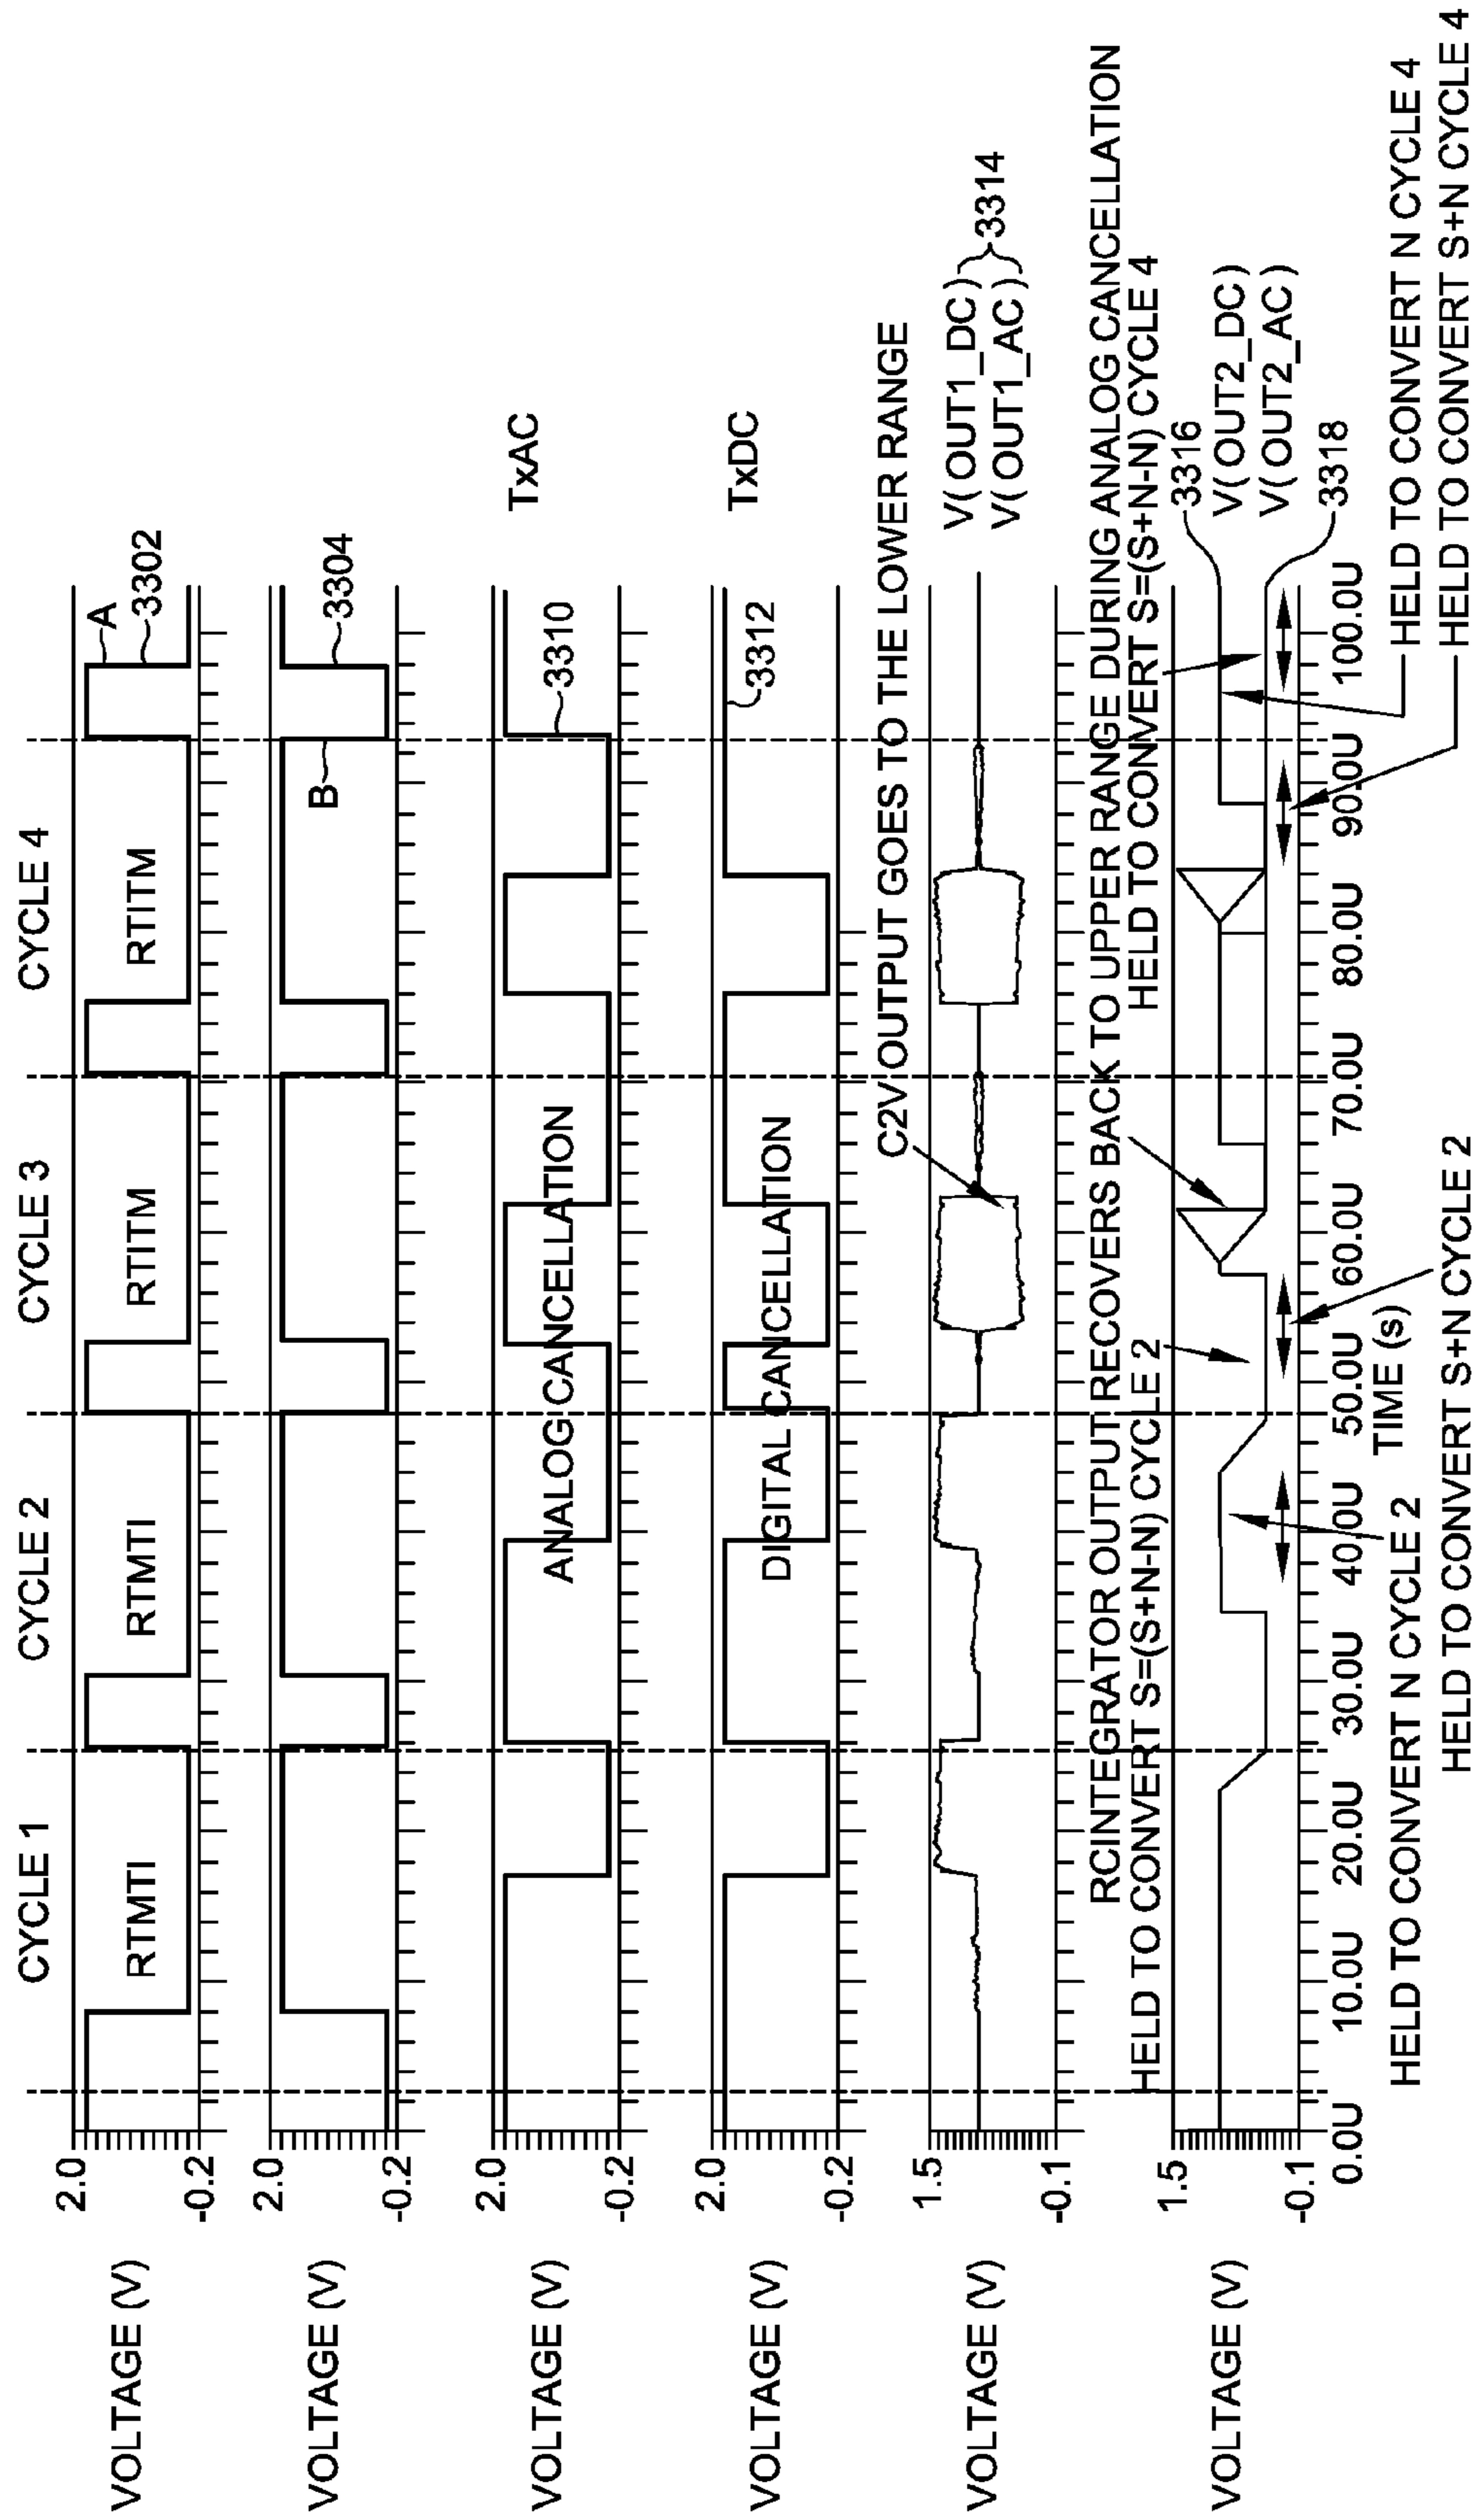 CYCLE 1
CYCLE 2
CYCLE 3
CYCLE 4
VOLTAGE (V)
2.0
-0.2
RTMTI
RTMTI
RTITM
RTITM
A
3302
VOLTAGE (V)
2.0
-0.2
B
3304
VOLTAGE (V)
2.0
-0.2
ANALOG CANCELLATION
3310
TxAC
VOLTAGE (V)
2.0
-0.2
DIGITAL CANCELLATION
3312
TxDC
C2V OUTPUT GOES TO THE LOWER RANGE
VOLTAGE (V)
1.5
-0.1
V(OUT1_DC)
V(OUT1_AC)
3314
RCINTEGRATOR OUTPUT RECOVERS BACK TO UPPER RANGE DURING ANALOG CANCELLATION
HELD TO CONVERT S=(S+N-N) CYCLE 2
HELD TO CONVERT S=(S+N-N) CYCLE 4
VOLTAGE (V)
1.5
-0.1
3316
V(OUT2_DC)
V(OUT2_AC)
3318
0.0U
10.0U
20.0U
30.0U
40.0U
50.0U
60.0U
70.0U
80.0U
90.0U
100.0U
TIME (s)
HELD TO CONVERT N CYCLE 2
HELD TO CONVERT N CYCLE 4
HELD TO CONVERT S+N CYCLE 2
HELD TO CONVERT S+N CYCLE 4